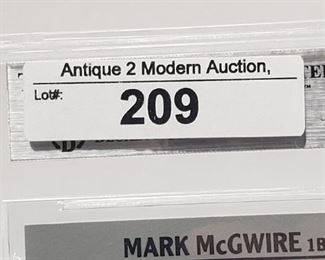 Antique 2 Modern Auction,
Lot#:
209
MARK McGWIRE 1B